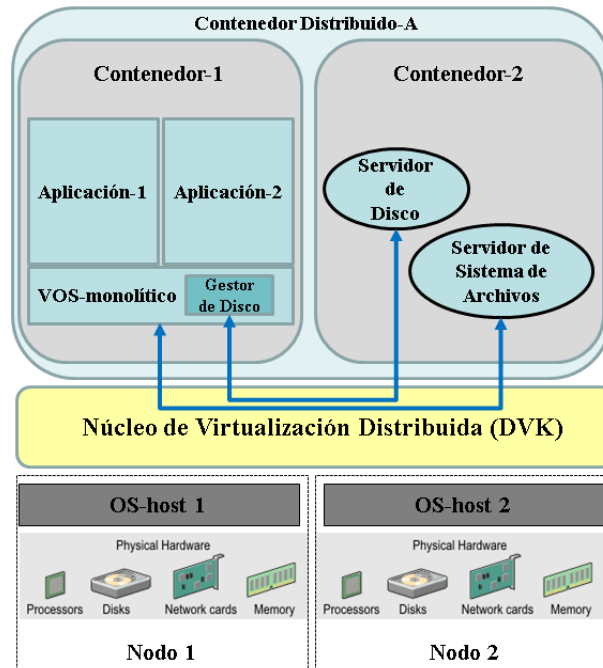 Contenedor Distribuido-A
Contenedor-1
Contenedor-2
Aplicación-1
Aplicación-2
Servidor
de
Disco
Servidor de
Sistema de
Archivos
VOS-monolítico
Gestor
de Disco
Núcleo de Virtualización Distribuida (DVK)
OS-host 1
OS-host 2
Physical Hardware
Processors
Disks
Network cards
Memory
Physical Hardware
Processors
Disks
Network cards
Memory
Nodo 1
Nodo 2